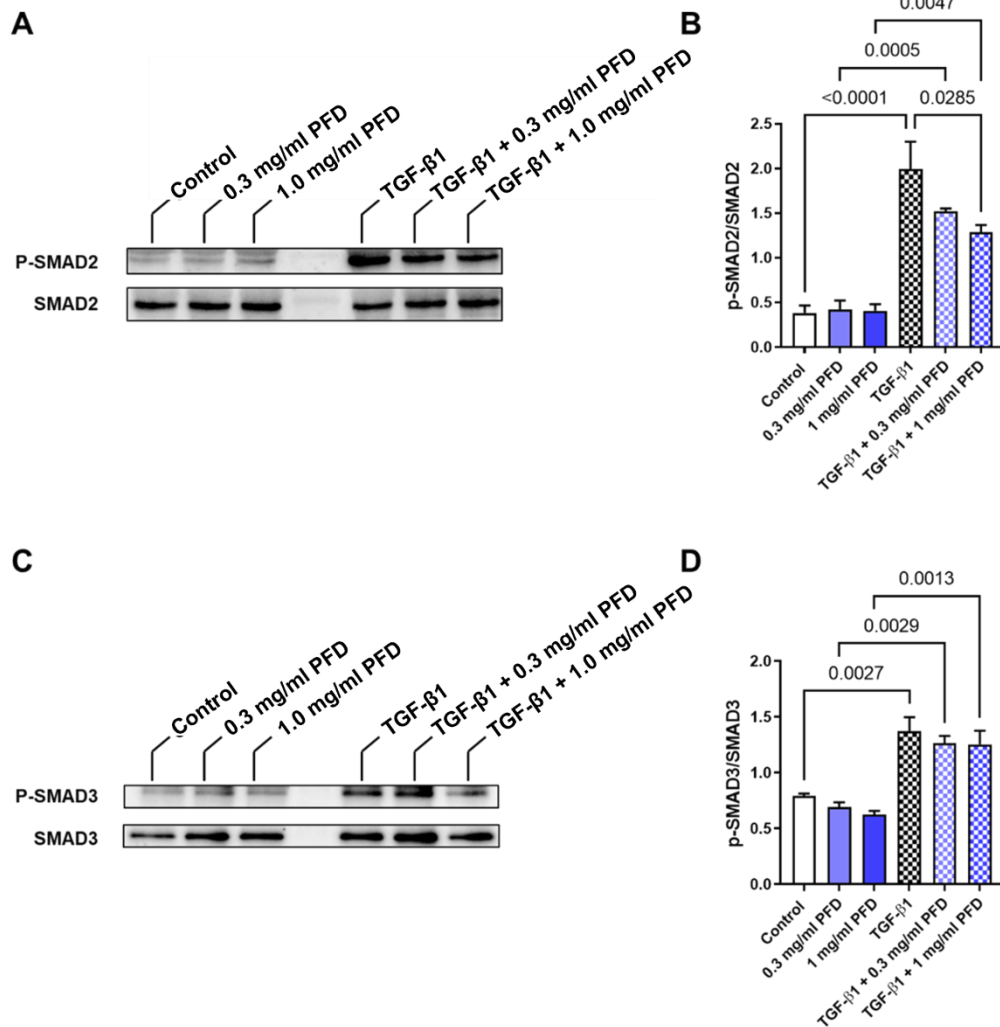 A
Control
0.3 mg/ml PFD
1.0 mg/ml PFD
TGF-β1
TGF-β1 + 0.3 mg/ml PFD
TGF-β1 + 1.0 mg/ml PFD
P-SMAD2
SMAD2
B
0.0047
0.0005
<0.0001
0.0285
p-SMAD2/SMAD2
2.5
2.0
1.5
1.0
0.5
0.0
Control
0.3 mg/ml PFD
1 mg/ml PFD
TGF-β1
TGF-β1 + 0.3 mg/ml PFD
TGF-β1 + 1 mg/ml PFD
C
Control
0.3 mg/ml PFD
1.0 mg/ml PFD
TGF-β1
TGF-β1 + 0.3 mg/ml PFD
TGF-β1 + 1.0 mg/ml PFD
P-SMAD3
SMAD3
D
0.0013
0.0029
0.0027
p-SMAD3/SMAD3
2.0
1.5
1.0
0.5
0.0
Control
0.3 mg/ml PFD
1 mg/ml PFD
TGF-β1
TGF-β1 + 0.3 mg/ml PFD
TGF-β1 + 1 mg/ml PFD